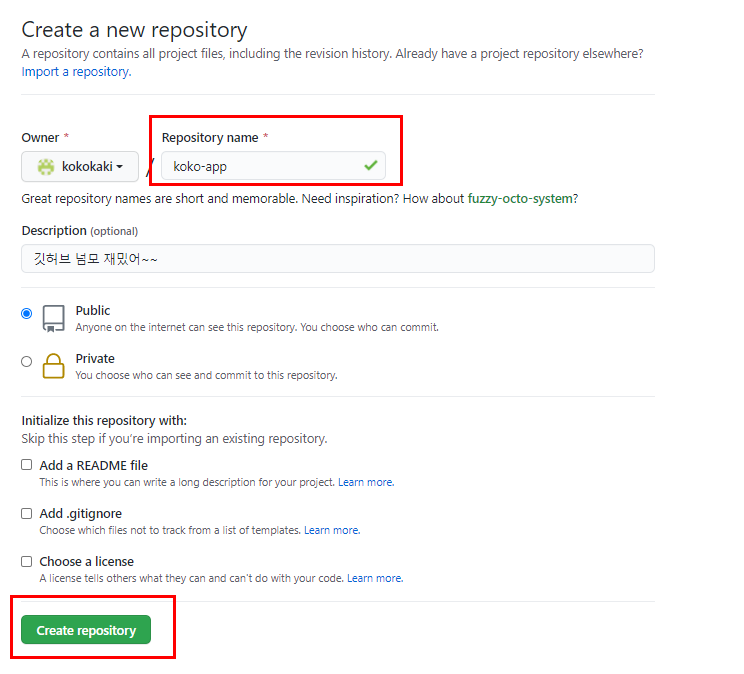 Create a new repository
A repository contains all project files, including the revision history. Already have a project repository elsewhere?
Import a repository.
Owner *
Repository name *
kokokaki
/
koko-app
Great repository names are short and memorable. Need inspiration? How about fuzzy-octo-system?
Description (optional)
깃허브 넘모 재밌어~~
Public
Anyone on the internet can see this repository. You choose who can commit.
Private
You choose who can see and commit to this repository.
Initialize this repository with:
Skip this step if you're importing an existing repository.
Add a README file
This is where you can write a long description for your project. Learn more.
Add .gitignore
Choose which files not to track from a list of templates. Learn more.
Choose a license
A license tells others what they can and can't do with your code. Learn more.
Create repository